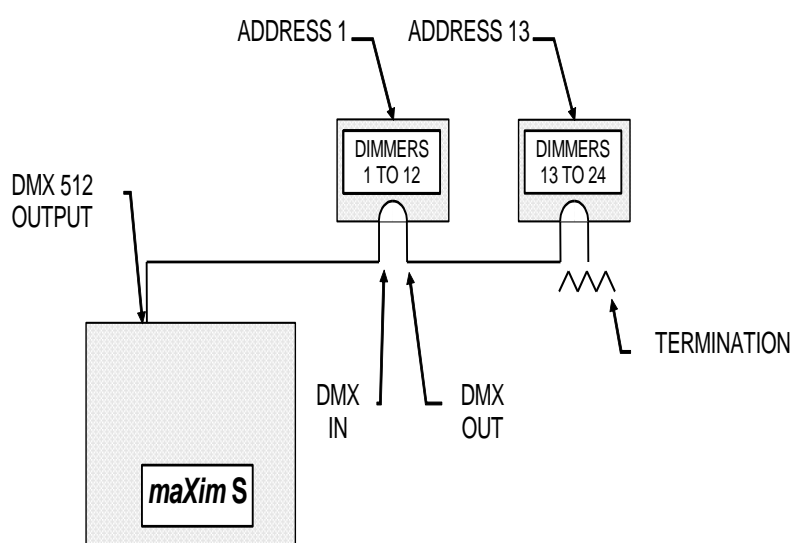 ADDRESS 1
ADDRESS 13
DIMMERS
1 TO 12
DIMMERS
13 TO 24
DMX 512
OUTPUT
TERMINATION
DMX
IN
DMX
OUT
maXim S